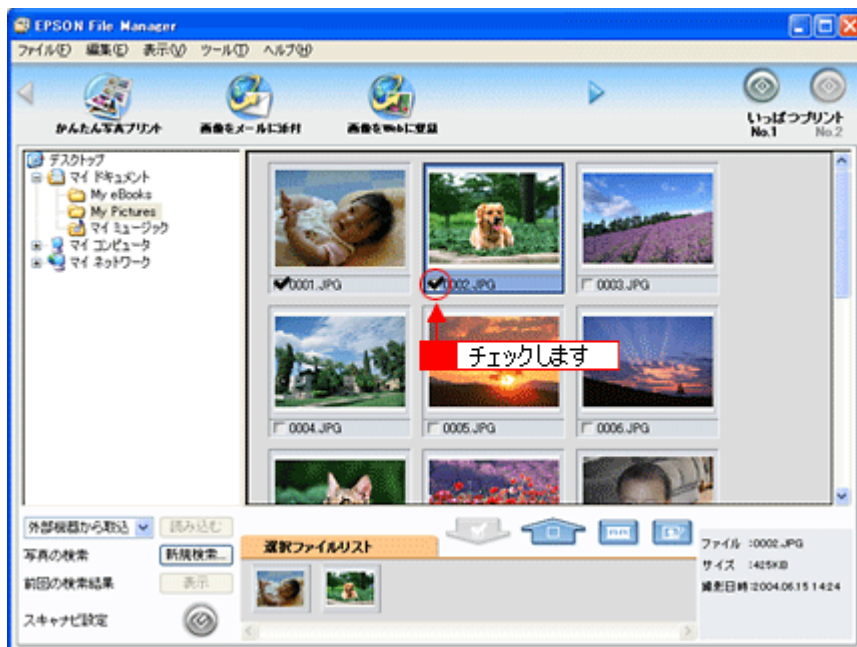 EPSON File Manager
ファイル(F) 編集(E) 表示(V) ツール(T) ヘルプ(H)
かんたん写真プリント 画像をメールに添付 画像をWebに登録 いっぱつプリント
No.1 No.2
デスクトップ
マイ ドキュメント
My eBooks
My Pictures
マイ ミュージック
マイ コンピュータ
マイ ネットワーク
0001.JPG 0002.JPG 0003.JPG
チェックします
0004.JPG 0005.JPG 0006.JPG
外部機器から取込 読み込む
写真の検索 新規検索...
前回の検索結果 表示
スキャナビ設定
選択ファイルリスト
ファイル :0002.JPG
サイズ :425KB
撮影日時:2004.06.15 14:24